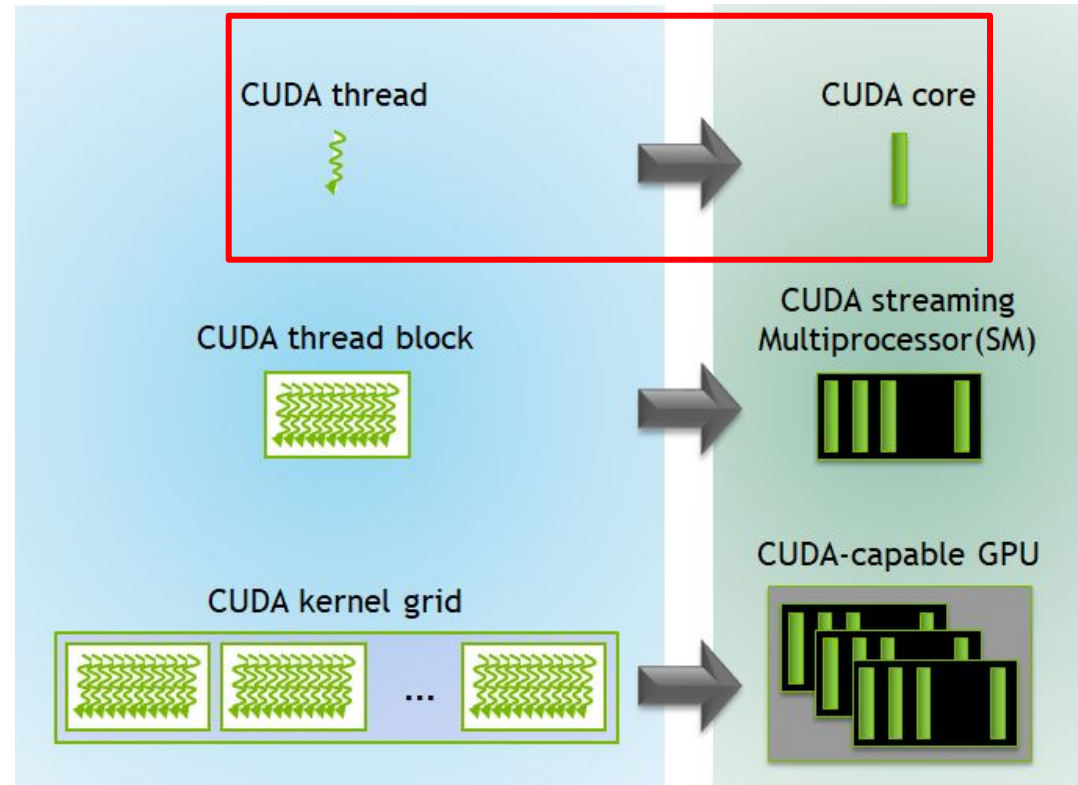 CUDA thread
CUDA core
CUDA thread block
CUDA streaming
Multiprocessor(SM)
CUDA kernel grid
...
CUDA-capable GPU